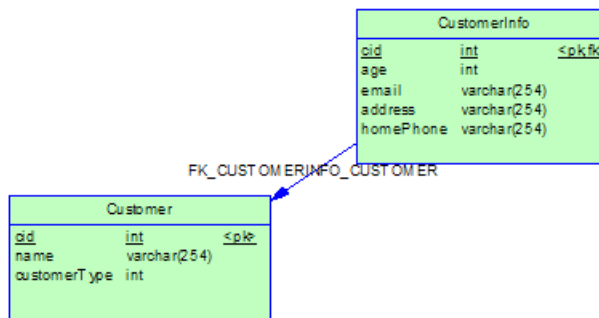 CustomerInfo
cid int <pk,fk
age int
email varchar(254)
address varchar(254)
homePhone varchar(254)
FK_CUSTOMERINFO_CUSTOMER
Customer
cid int <pk>
name varchar(254)
customerType int